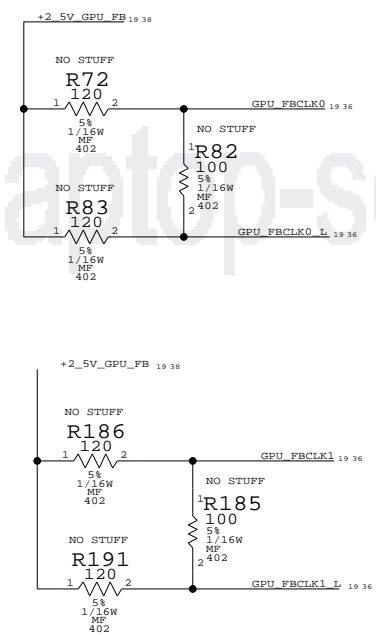 +2_5V_GPU_FB 19 38
NO STUFF
R72
120
1 2
5%
1/16W
MF
402
GPU_FBCLK0 19 36
NO STUFF
1
R82
100
5%
1/16W
MF
402
2
NO STUFF
R83
120
1 2
5%
1/16W
MF
402
GPU_FBCLK0_L 19 36
aptop-s
+2_5V_GPU_FB 19 38
NO STUFF
R186
120
1 2
5%
1/16W
MF
402
GPU_FBCLK1 19 36
NO STUFF
1
R185
100
5%
1/16W
MF
402
2
NO STUFF
R191
120
1 2
5%
1/16W
MF
402
GPU_FBCLK1_L 19 36